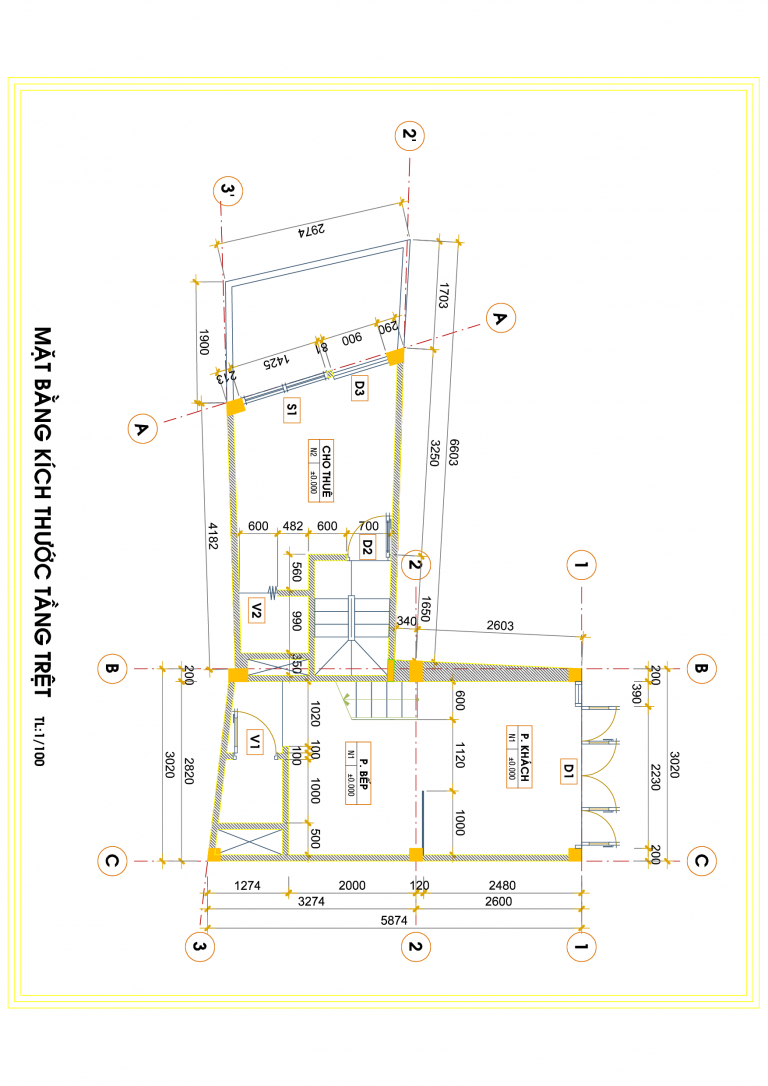 2'
3'
2974
1703
6603
1900
290
900
81
1425
213
A
A
D3
S1
3250
CHO THUÊ
N2 ±0.000
4182
600
482
600
700
D2
560
2
1
V2
990
350
1650
340
2603
B
200
200
B
390
600
1020
V1
100
100
P. BẾP
N1 ±0.000
1120
P. KHÁCH
N1 ±0.000
D1
3020
2820
1000
1000
2230
3020
500
200
C
C
1274
2000
120
2480
3274
2600
5874
3
2
1
MẶT BẰNG KÍCH THƯỚC TẦNG TRỆT TL:1/100